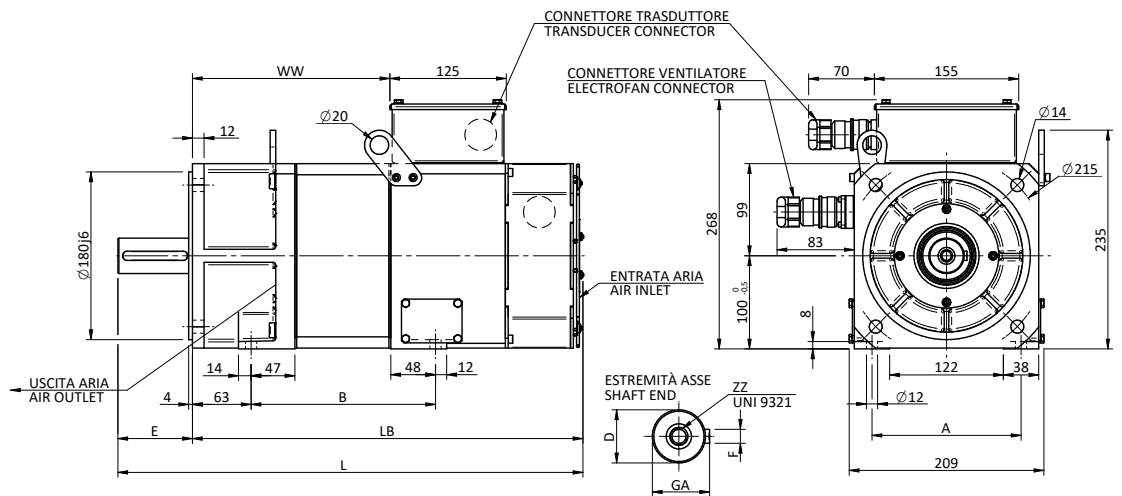 CONNETTORE TRASDUTTORE
TRANSDUCER CONNECTOR
WW
125
CONNETTORE VENTILATORE
ELECTROFAN CONNECTOR
70
155
Ø20
Ø14
12
Ø215
Ø180j6
268
99
83
235
ENTRATA ARIA
AIR INLET
100 0 -0,5
8
14
47
48
12
122
38
USCITA ARIA
AIR OUTLET
4
63
B
ESTREMITÀ ASSE
SHAFT END
ZZ
UNI 9321
Ø12
E
LB
D
F
A
L
GA
209